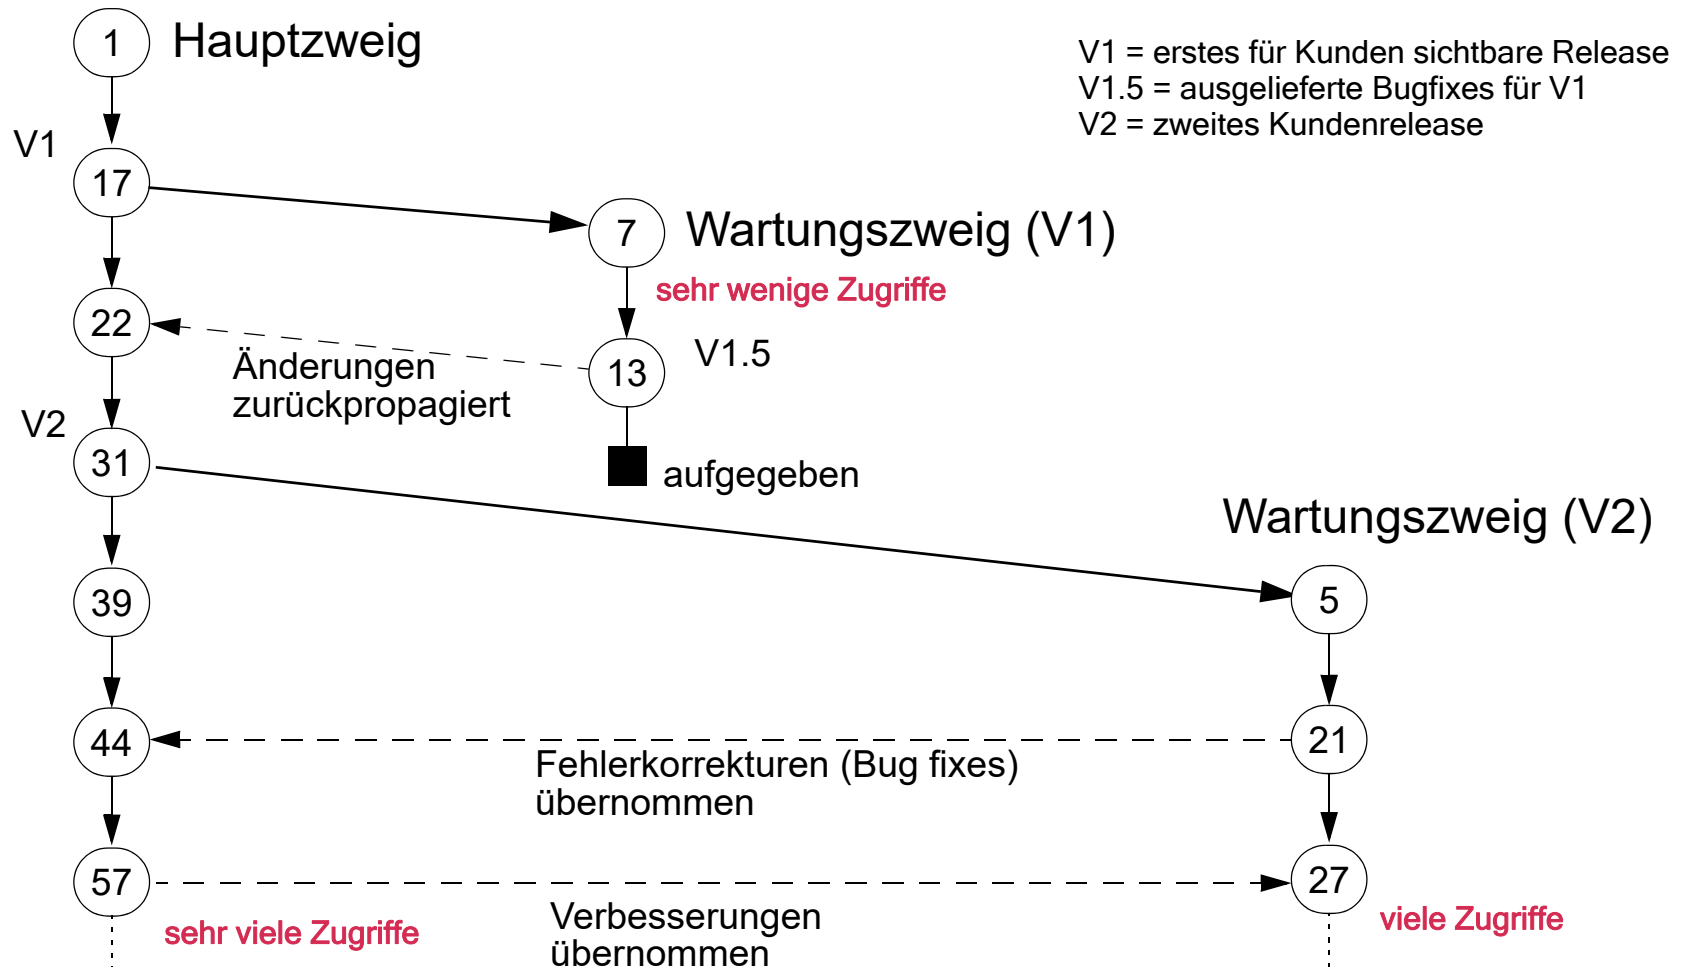 1 Hauptzweig
V1 = erstes für Kunden sichtbare Release
V1.5 = ausgelieferte Bugfixes für V1
V2 = zweites Kundenrelease
V1
17
7 Wartungszweig (V1)
sehr wenige Zugriffe
22
13 V1.5
Änderungen
zurückpropagiert
V2
31
aufgegeben
Wartungszweig (V2)
39
5
44
21
Fehlerkorrekturen (Bug fixes)
übernommen
57
27
sehr viele Zugriffe
Verbesserungen
übernommen
viele Zugriffe